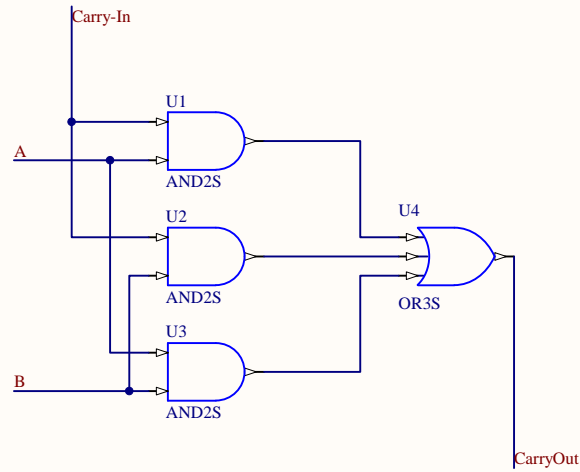 Carry-In
U1
A
AND2S
U2
U4
AND2S
OR3S
U3
B
AND2S
CarryOut